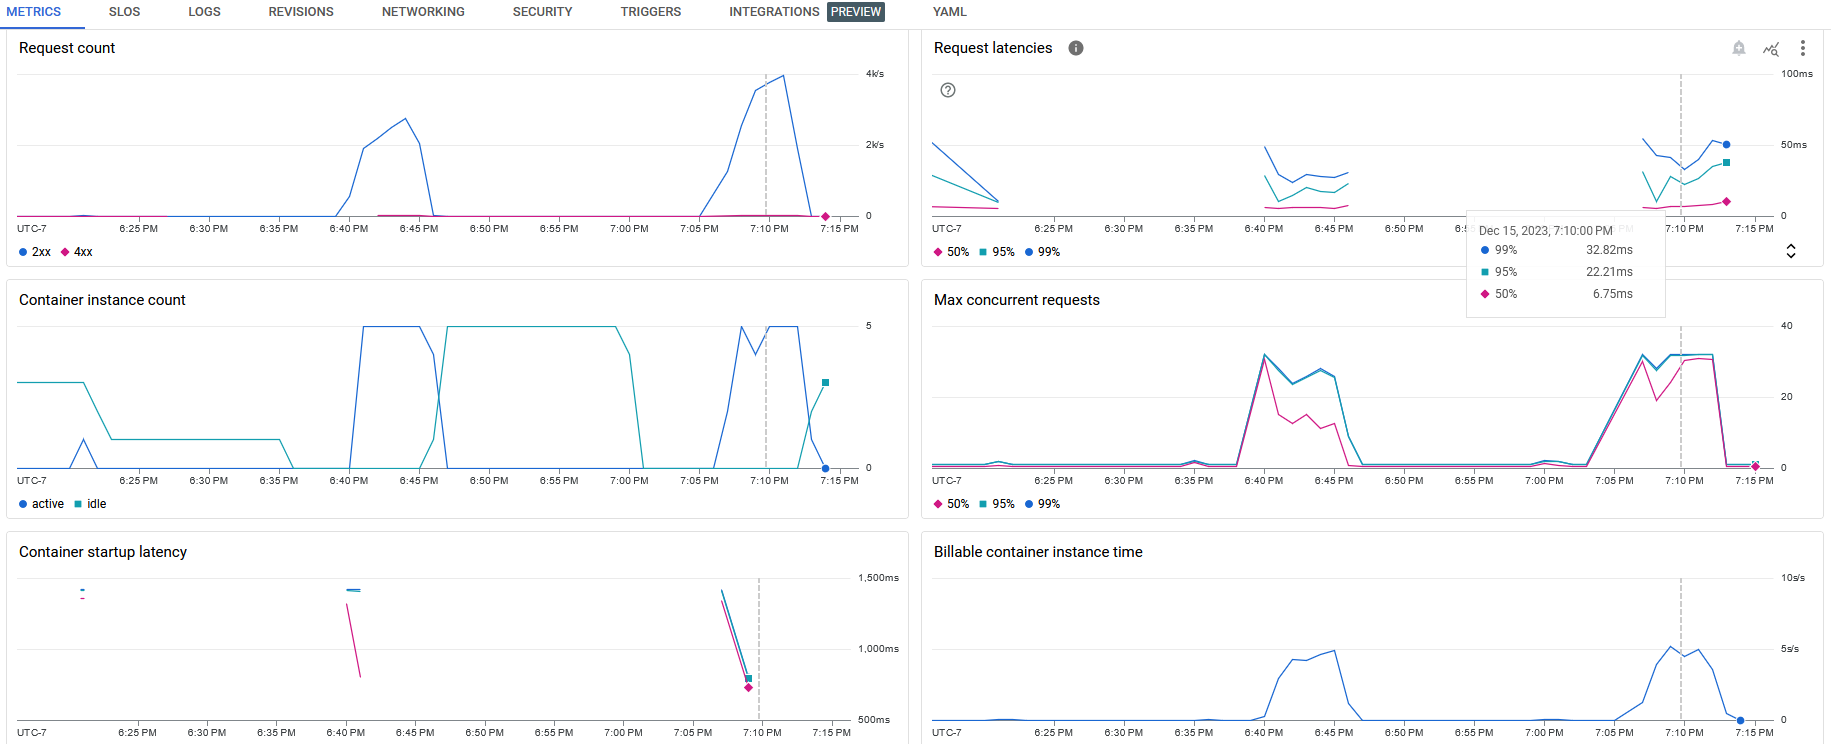 METRICS SLOS LOGS REVISIONS NETWORKING SECURITY TRIGGERS INTEGRATIONS PREVIEW YAML
Request count
4k/s
2k/s
0
UTC-7 6:25 PM 6:30 PM 6:35 PM 6:40 PM 6:45 PM 6:50 PM 6:55 PM 7:00 PM 7:05 PM 7:10 PM 7:15 PM
2xx 4xx
Request latencies
100ms
50ms
0
UTC-7 6:25 PM 6:30 PM 6:35 PM 6:40 PM 6:45 PM 6:50 PM 7:10 PM 7:15 PM
50% 95% 99%
Dec 15, 2023, 7:10:00 PM
99% 32.82ms
95% 22.21ms
50% 6.75ms
Container instance count
5
0
UTC-7 6:25 PM 6:30 PM 6:35 PM 6:40 PM 6:45 PM 6:50 PM 6:55 PM 7:00 PM 7:05 PM 7:10 PM 7:15 PM
active idle
Max concurrent requests
40
20
0
UTC-7 6:25 PM 6:30 PM 6:35 PM 6:40 PM 6:45 PM 6:50 PM 6:55 PM 7:00 PM 7:05 PM 7:10 PM 7:15 PM
50% 95% 99%
Container startup latency
1,500ms
1,000ms
500ms
UTC-7 6:25 PM 6:30 PM 6:35 PM 6:40 PM 6:45 PM 6:50 PM 6:55 PM 7:00 PM 7:05 PM 7:10 PM 7:15 PM
Billable container instance time
10s/s
5s/s
0
UTC-7 6:25 PM 6:30 PM 6:35 PM 6:40 PM 6:45 PM 6:50 PM 6:55 PM 7:00 PM 7:05 PM 7:10 PM 7:15 PM